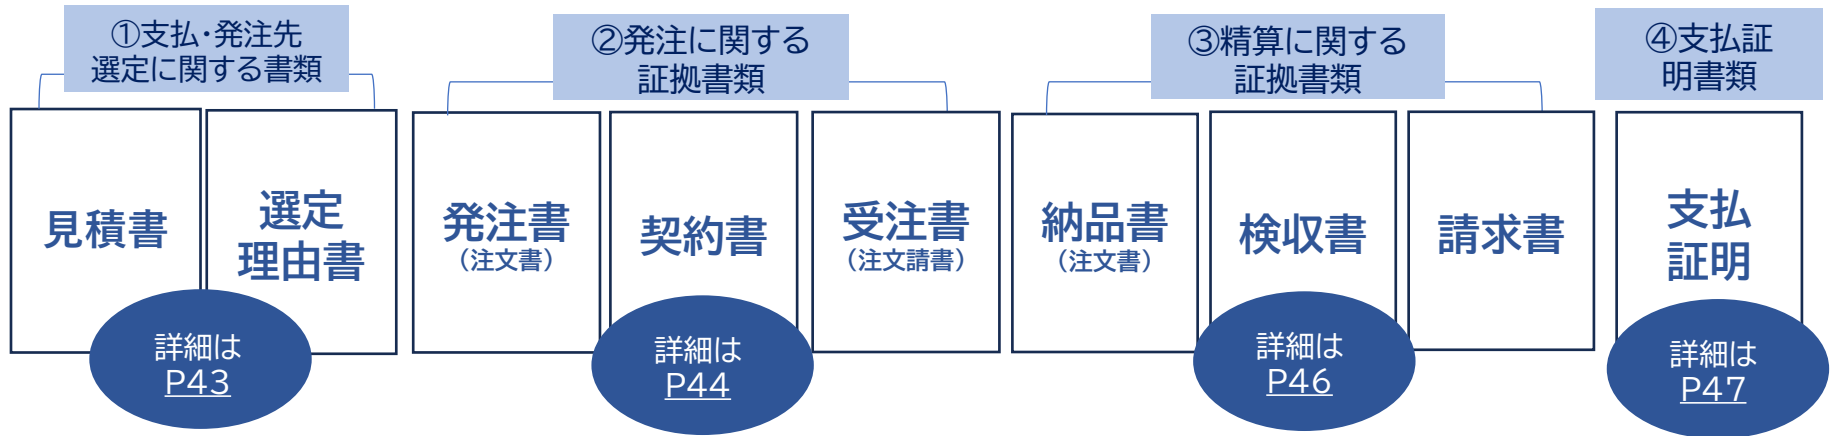 ①支払・発注先
選定に関する書類
②発注に関する
証拠書類
③精算に関する
証拠書類
④支払証
明書類
見積書
選定
理由書
発注書
（注文書）
契約書
受注書
（注文請書）
納品書
（注文書）
検収書
請求書
支払
証明
詳細は
P43
詳細は
P44
詳細は
P46
詳細は
P47